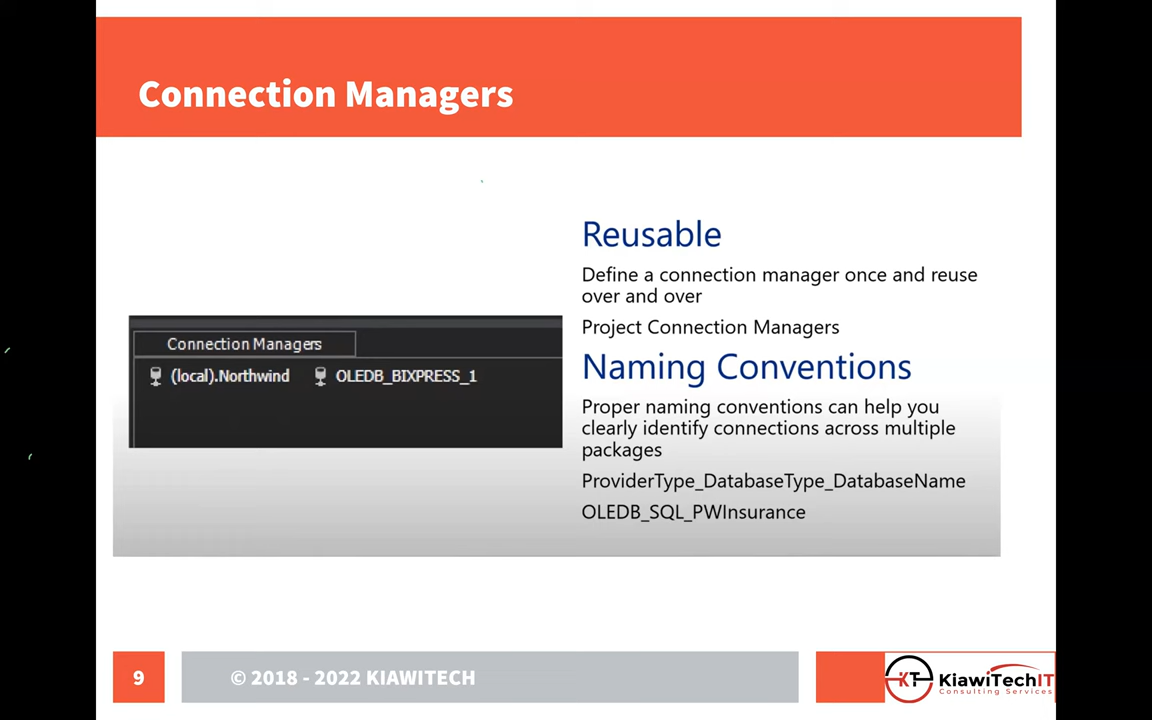 Connection Managers
Reusable
Define a connection manager once and reuse
over and over
Project Connection Managers
Naming Conventions
Proper naming conventions can help you
clearly identify connections across multiple
packages
ProviderType_DatabaseType_DatabaseName
OLEDB_SQL_PWInsurance
Connection Managers
(local).Northwind OLEDB_BIXPRESS_1
9
© 2018 - 2022 KIAWITECH
KT KiawiTechIT
Consulting Services